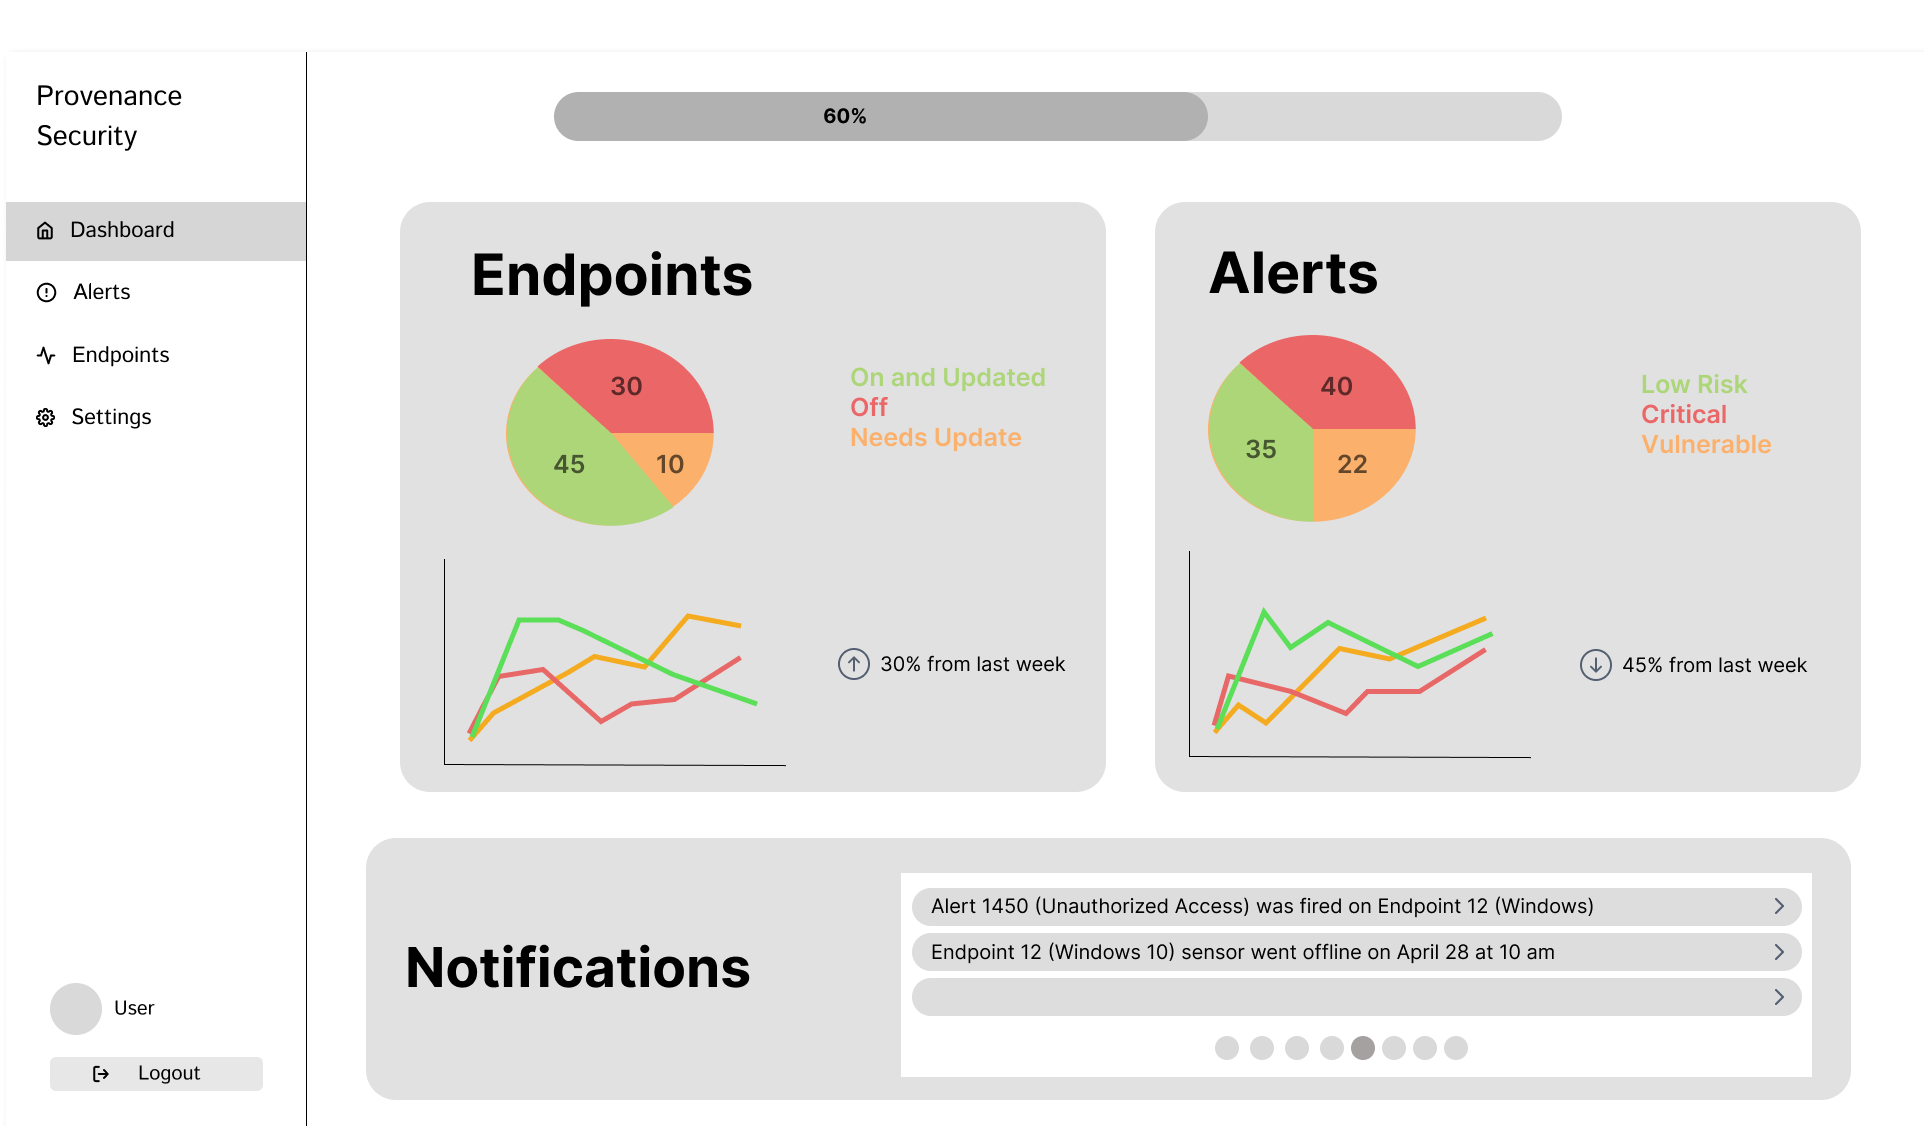 Provenance
Security
Dashboard
Alerts
Endpoints
Settings
User
Logout
60%
Endpoints
30
45
10
On and Updated
Off
Needs Update
30% from last week
Alerts
40
35
22
Low Risk
Critical
Vulnerable
45% from last week
Notifications
Alert 1450 (Unauthorized Access) was fired on Endpoint 12 (Windows)
Endpoint 12 (Windows 10) sensor went offline on April 28 at 10 am